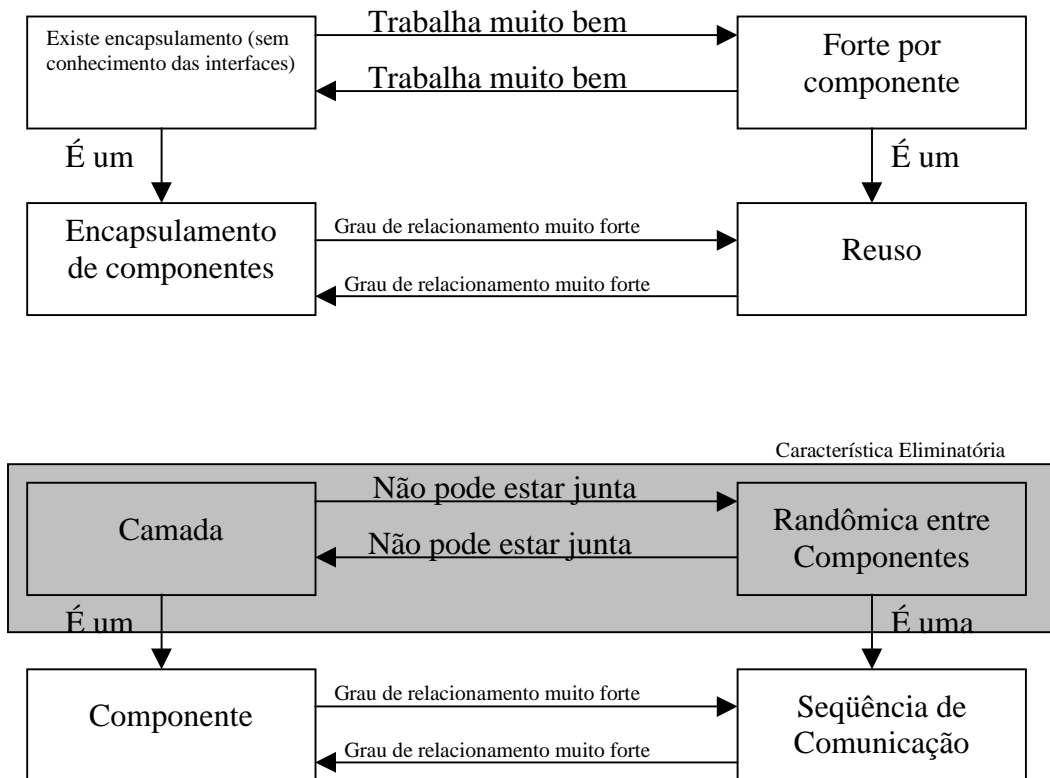 Existe encapsulamento (sem
conhecimento das interfaces)
Trabalha muito bem
Trabalha muito bem
Forte por
componente
É um
É um
Encapsulamento
de componentes
Grau de relacionamento muito forte
Grau de relacionamento muito forte
Reuso
Característica Eliminatória
Camada
Não pode estar junta
Não pode estar junta
Randômica entre
Componentes
É um
É uma
Componente
Grau de relacionamento muito forte
Grau de relacionamento muito forte
Seqüência de
Comunicação